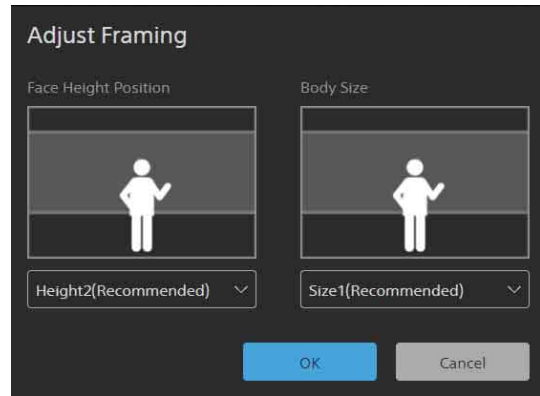 Adjust Framing
Face Height Position
Body Size
Height2(Recommended)
Size1(Recommended)
OK
Cancel